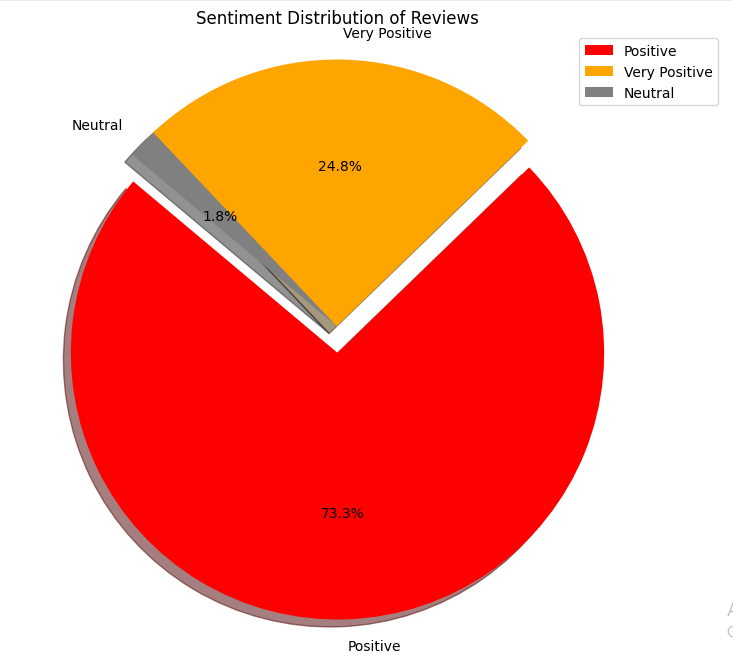 Sentiment Distribution of Reviews
Very Positive
Positive
Very Positive
Neutral
Neutral
24.8%
1.8%
73.3%
Positive